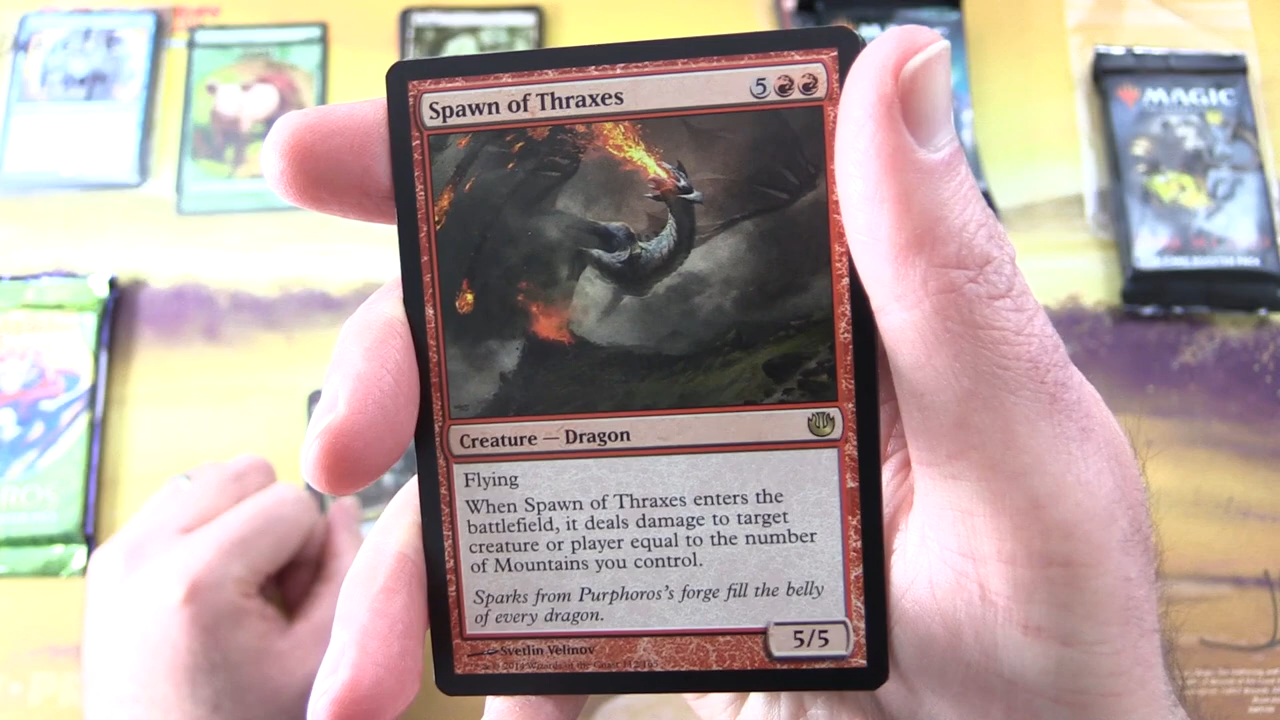 Spawn of Thraxes
5
Creature — Dragon
Flying
When Spawn of Thraxes enters the
battlefield, it deals damage to target
creature or player equal to the number
of Mountains you control.
Sparks from Purphoros's forge fill the belly
of every dragon.
5/5
Svetlin Velinov
MAGIC